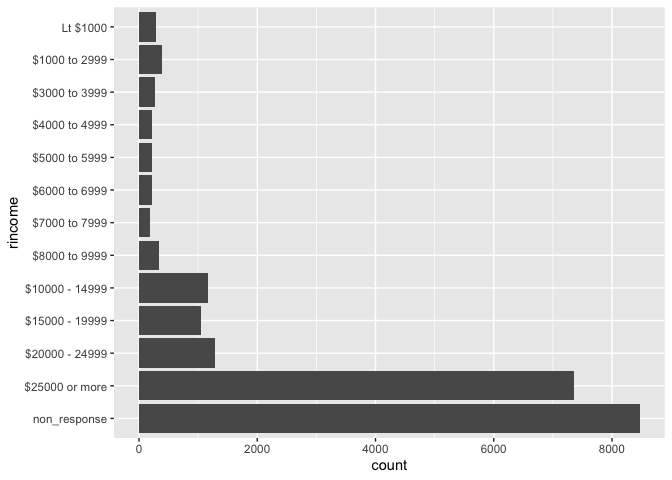 Lt $1000
$1000 to 2999
$3000 to 3999
$4000 to 4999
$5000 to 5999
$6000 to 6999
$7000 to 7999
$8000 to 9999
$10000 - 14999
$15000 - 19999
$20000 - 24999
$25000 or more
non_response
rincome
0 2000 4000 6000 8000
count